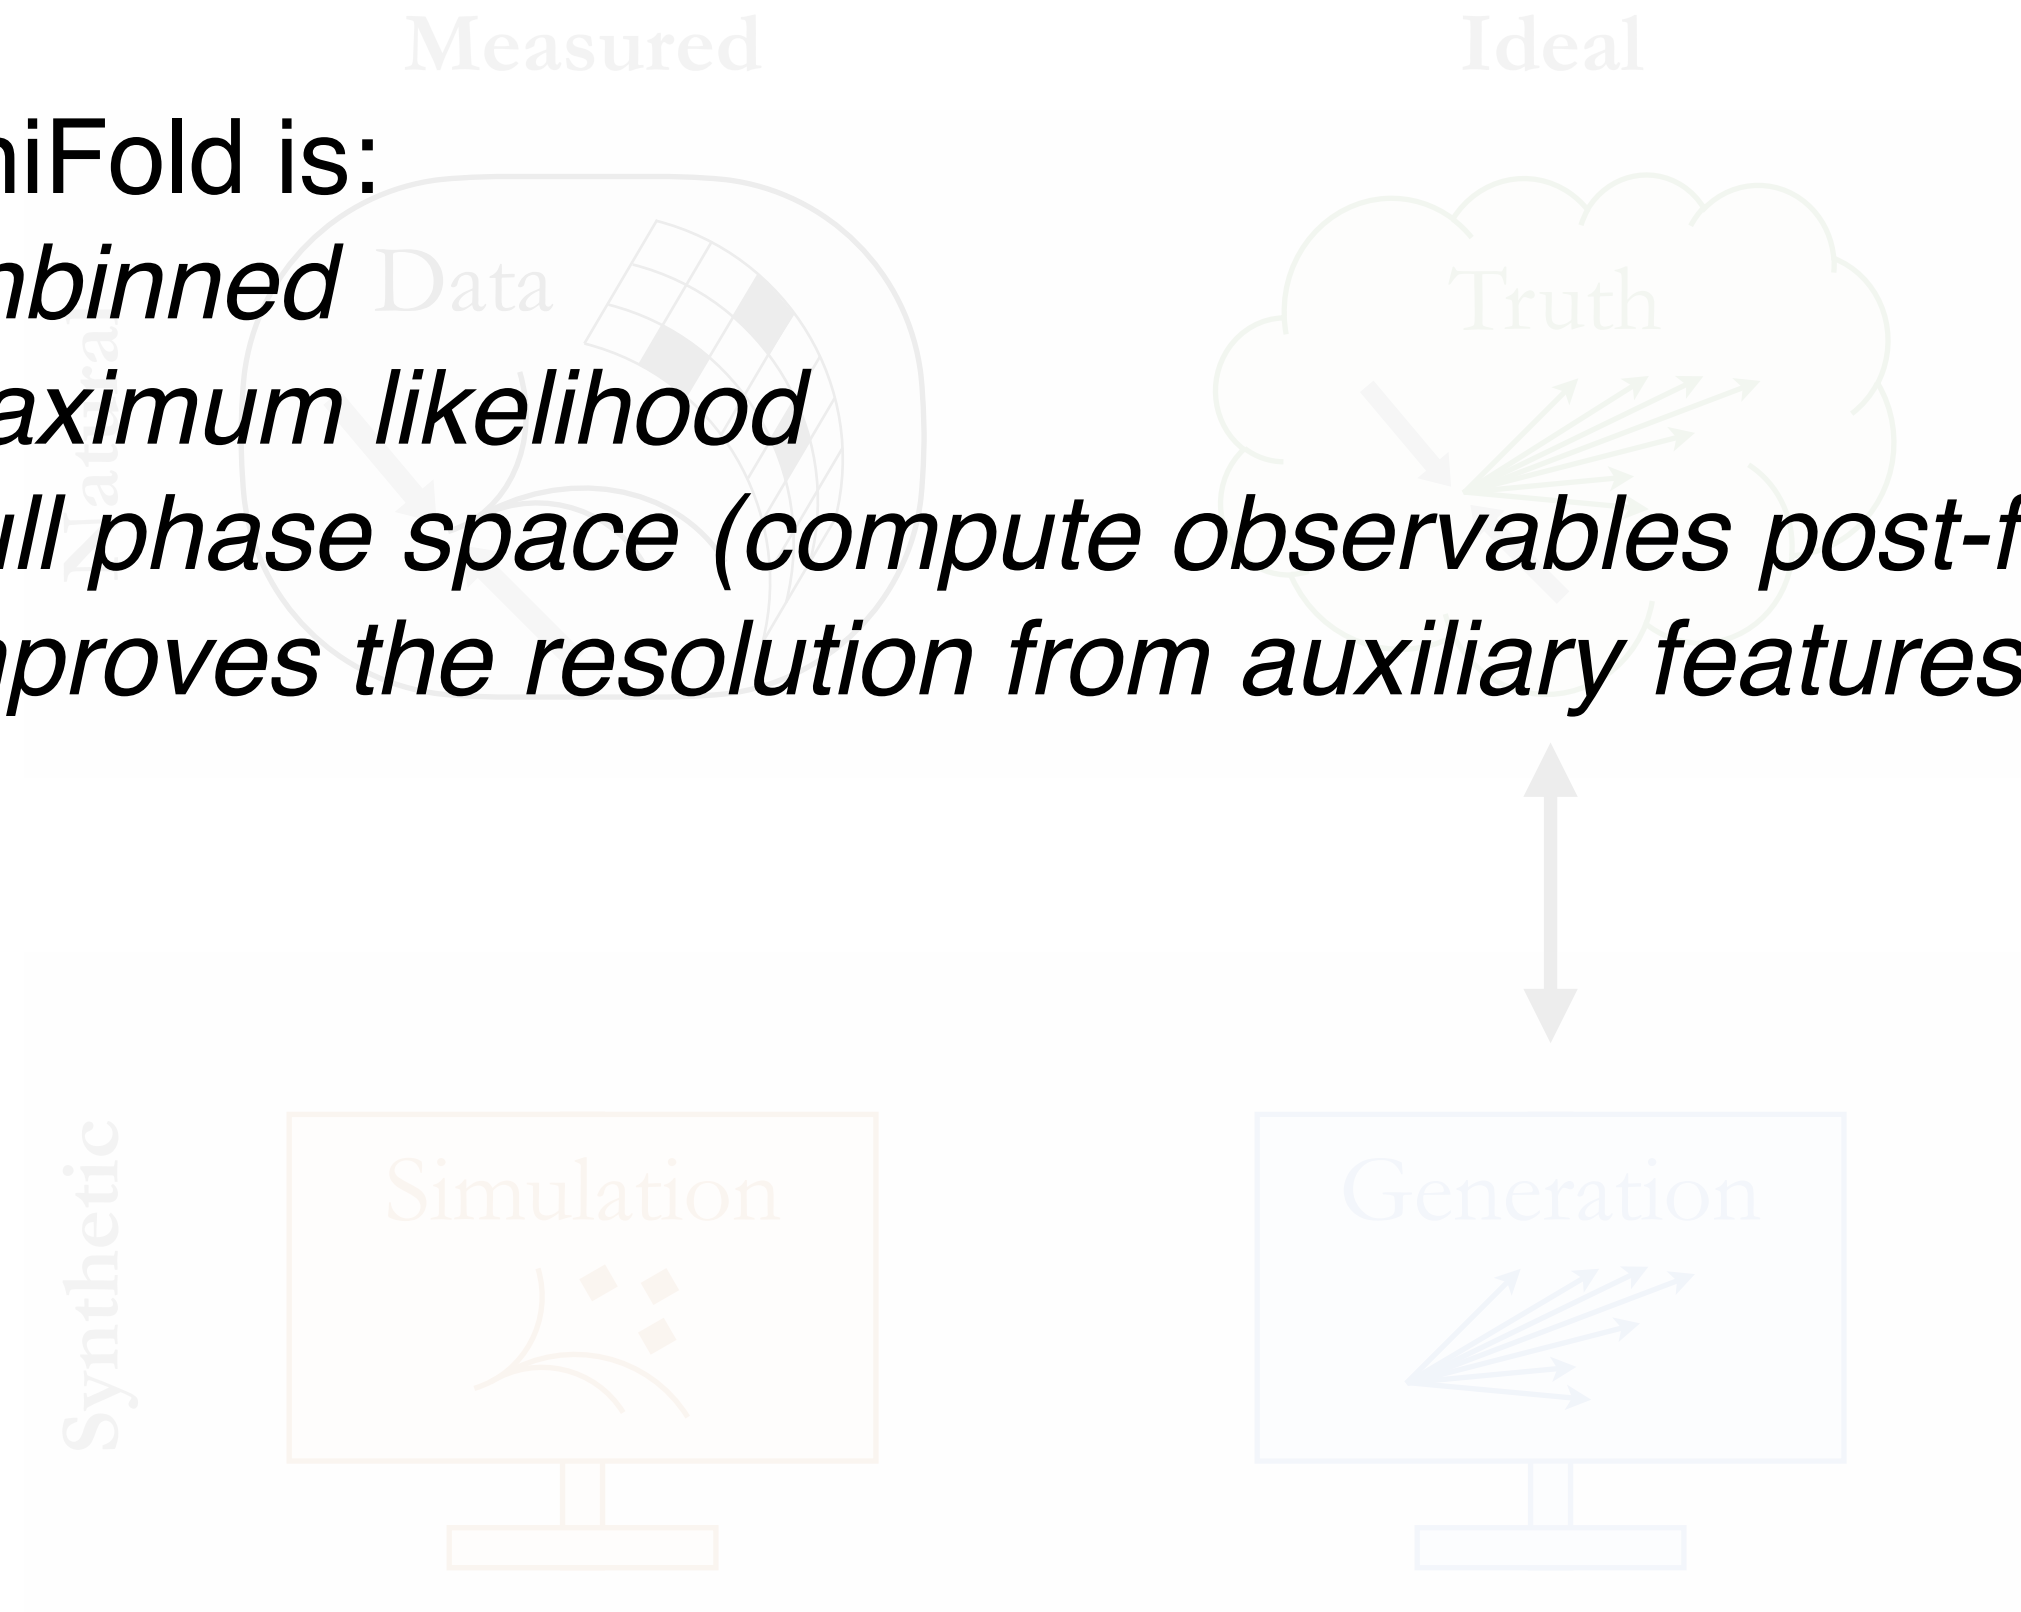 Measured Ideal
niFold is:
nbinned
Data
Truth
Natural
aximum likelihood
ull phase space (compute observables post-f
nproves the resolution from auxiliary features
Synthetic
Simulation
Generation